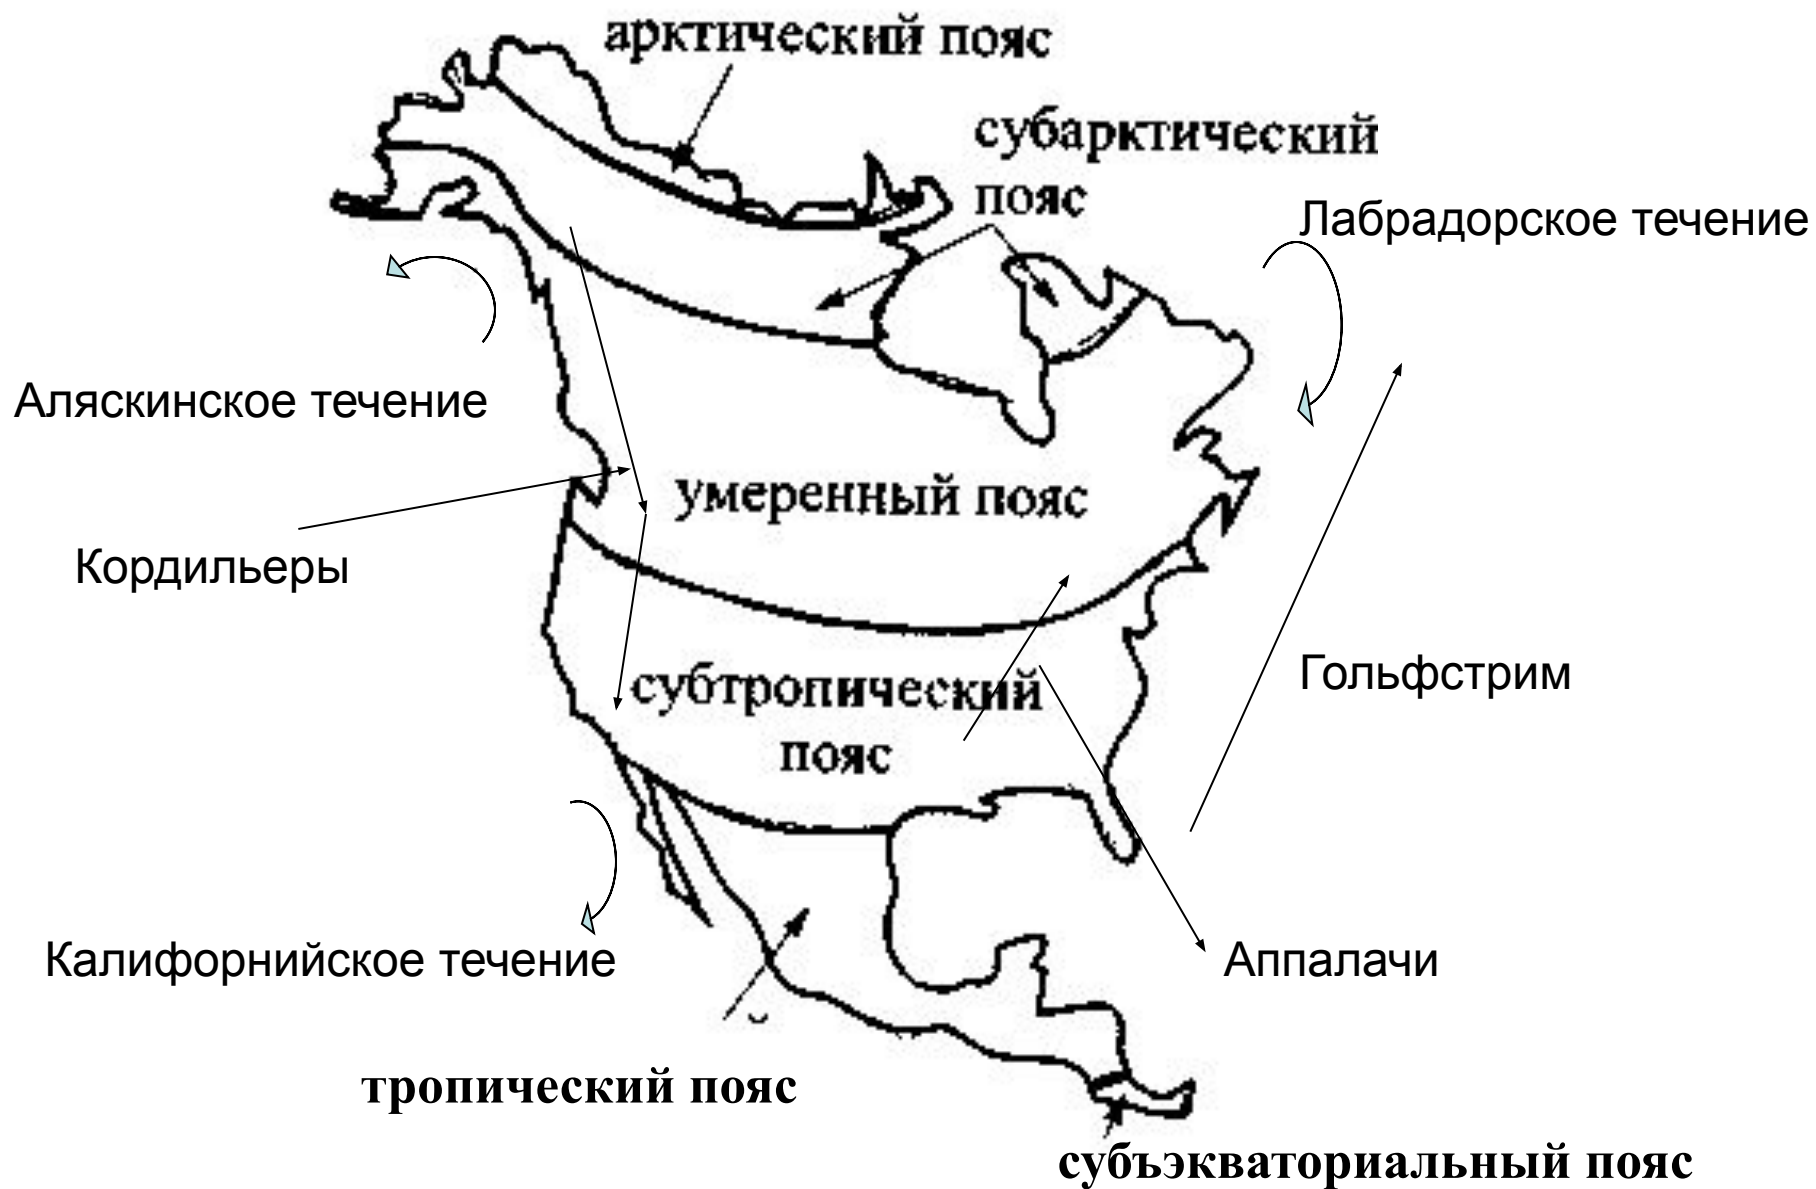 арктический пояс
субарктический
пояс
Лабрадорское течение
Аляскинское течение
умеренный пояс
Кордильеры
субтропический
пояс
Гольфстрим
Калифорнийское течение
Аппалачи
тропический пояс
субъэкваториальный пояс